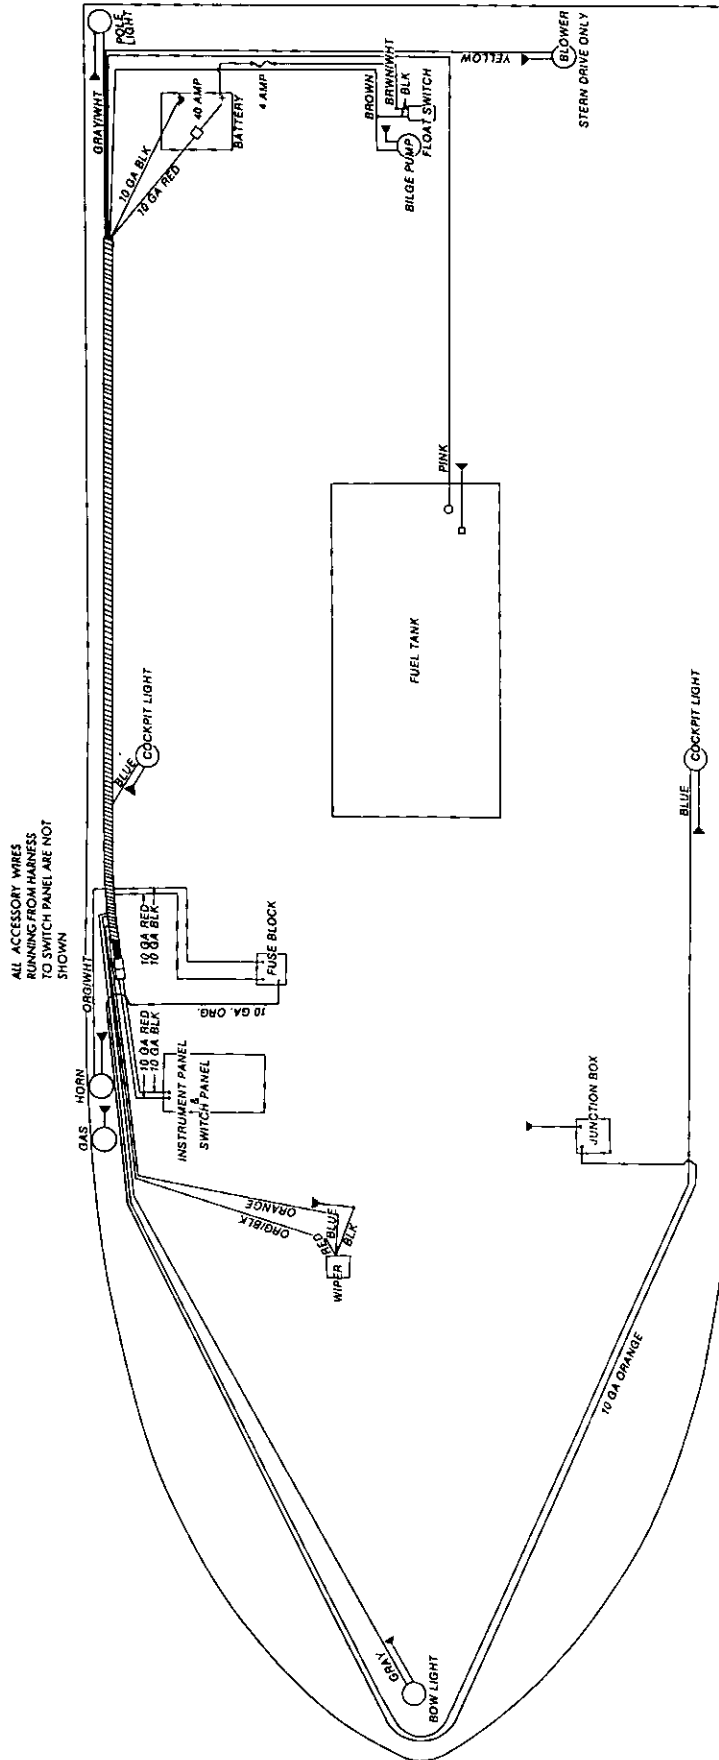 ALL ACCESSORY WIRES
RUNNING FROM HARNESS
TO SWITCH PANEL ARE NOT
SHOWN
POLE
LIGHT
GRAY/WHT
10 GA BLK
10 GA RED
40 AMP
BATTERY
4 AMP
BROWN
BRWN/WHT
BLK
FLOAT SWITCH
BILGE PUMP
YELLOW
BLOWER
STERN DRIVE ONLY
PINK
FUEL TANK
BLUE
COCKPIT LIGHT
BLUE
COCKPIT LIGHT
ORG/WHT
10 GA RED
10 GA BLK
FUSE BLOCK
10 GA. ORG.
HORN
GAS
10 GA RED
10 GA BLK
INSTRUMENT PANEL
&
SWITCH PANEL
JUNCTION BOX
ORANGE
ORG/BLK
RED
BLUE
BLK
WIPER
10 GA ORANGE
GRAY
BOW LIGHT